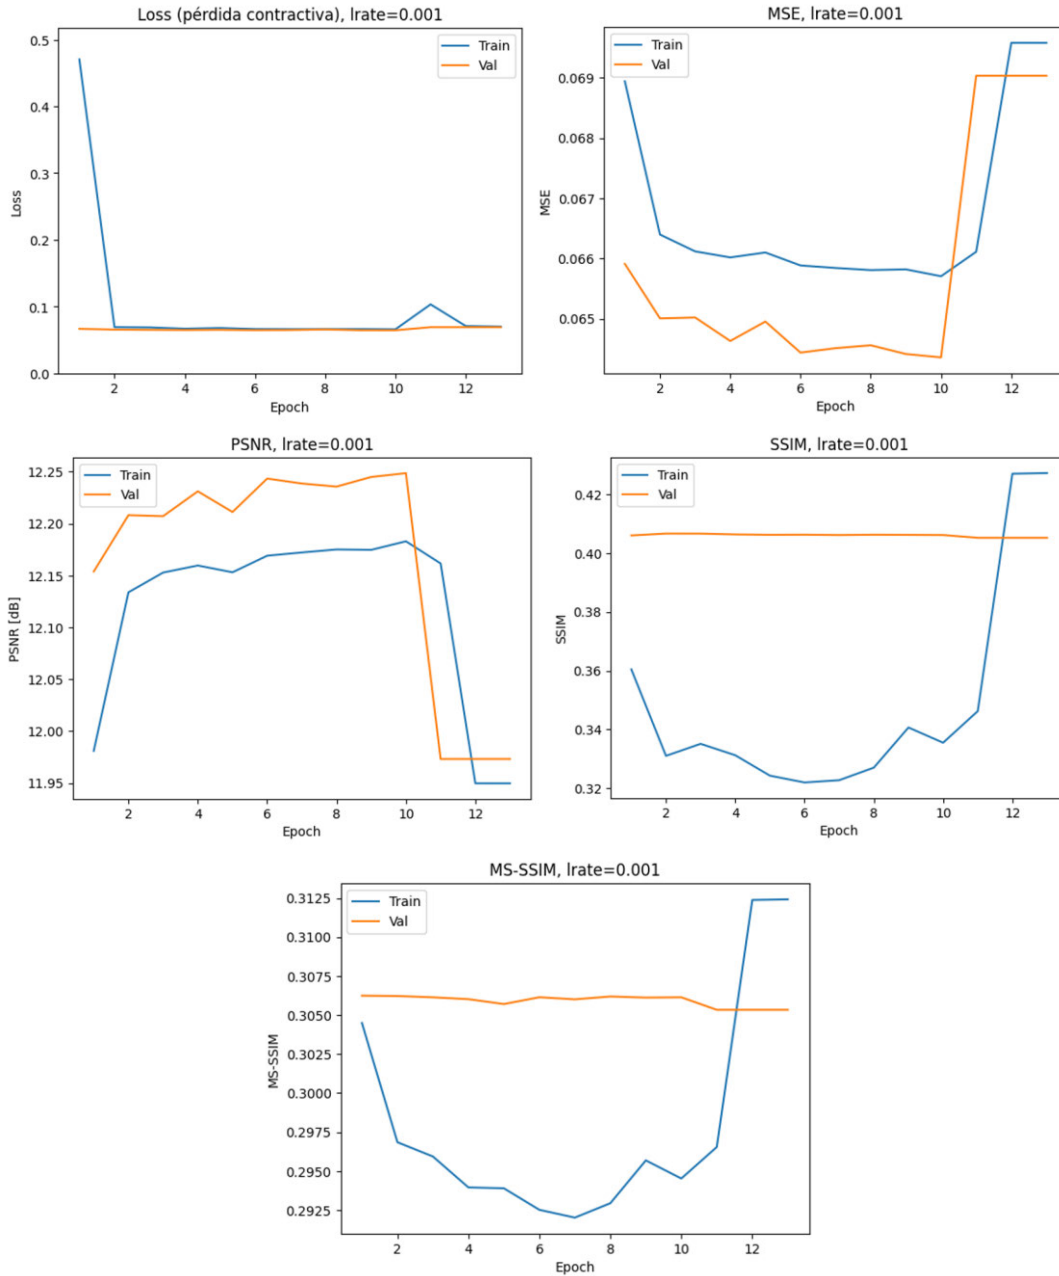 Loss (pérdida contractiva), lrate=0.001
0.5
0.4
0.3
0.2
0.1
0.0
Loss
Train
Val
2 4 6 8 10 12
Epoch
MSE, lrate=0.001
0.069
0.068
0.067
0.066
0.065
MSE
Train
Val
2 4 6 8 10 12
Epoch
PSNR, lrate=0.001
12.25
12.20
12.15
12.10
12.05
12.00
11.95
PSNR [dB]
Train
Val
2 4 6 8 10 12
Epoch
SSIM, lrate=0.001
0.42
0.40
0.38
0.36
0.34
0.32
SSIM
Train
Val
2 4 6 8 10 12
Epoch
MS-SSIM, lrate=0.001
0.3125
0.3100
0.3075
0.3050
0.3025
0.3000
0.2975
0.2950
0.2925
MS-SSIM
Train
Val
2 4 6 8 10 12
Epoch